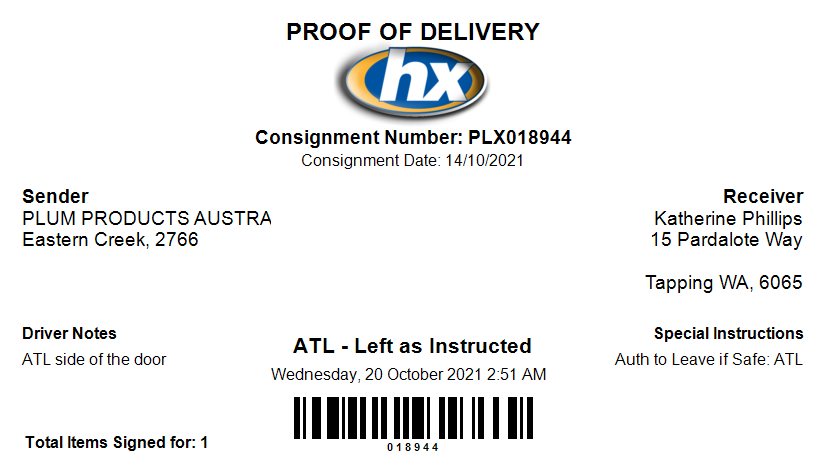 PROOF OF DELIVERY
hx
Consignment Number: PLX018944
Consignment Date: 14/10/2021
Sender
PLUM PRODUCTS AUSTRA
Eastern Creek, 2766
Receiver
Katherine Phillips
15 Pardalote Way
Tapping WA, 6065
Driver Notes
ATL side of the door
ATL - Left as Instructed
Wednesday, 20 October 2021 2:51 AM
Special Instructions
Auth to Leave if Safe: ATL
018944
Total Items Signed for: 1